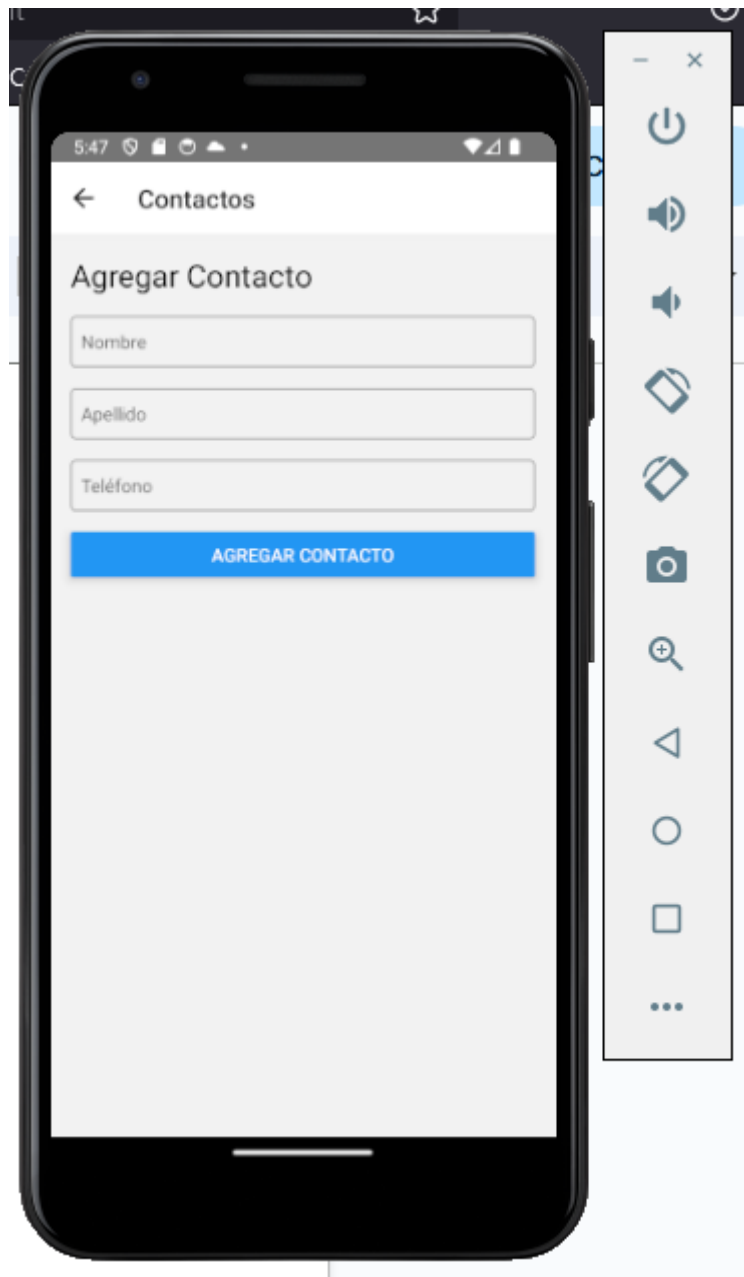 5:47
Contactos
Agregar Contacto
Nombre
Apellido
Teléfono
AGREGAR CONTACTO